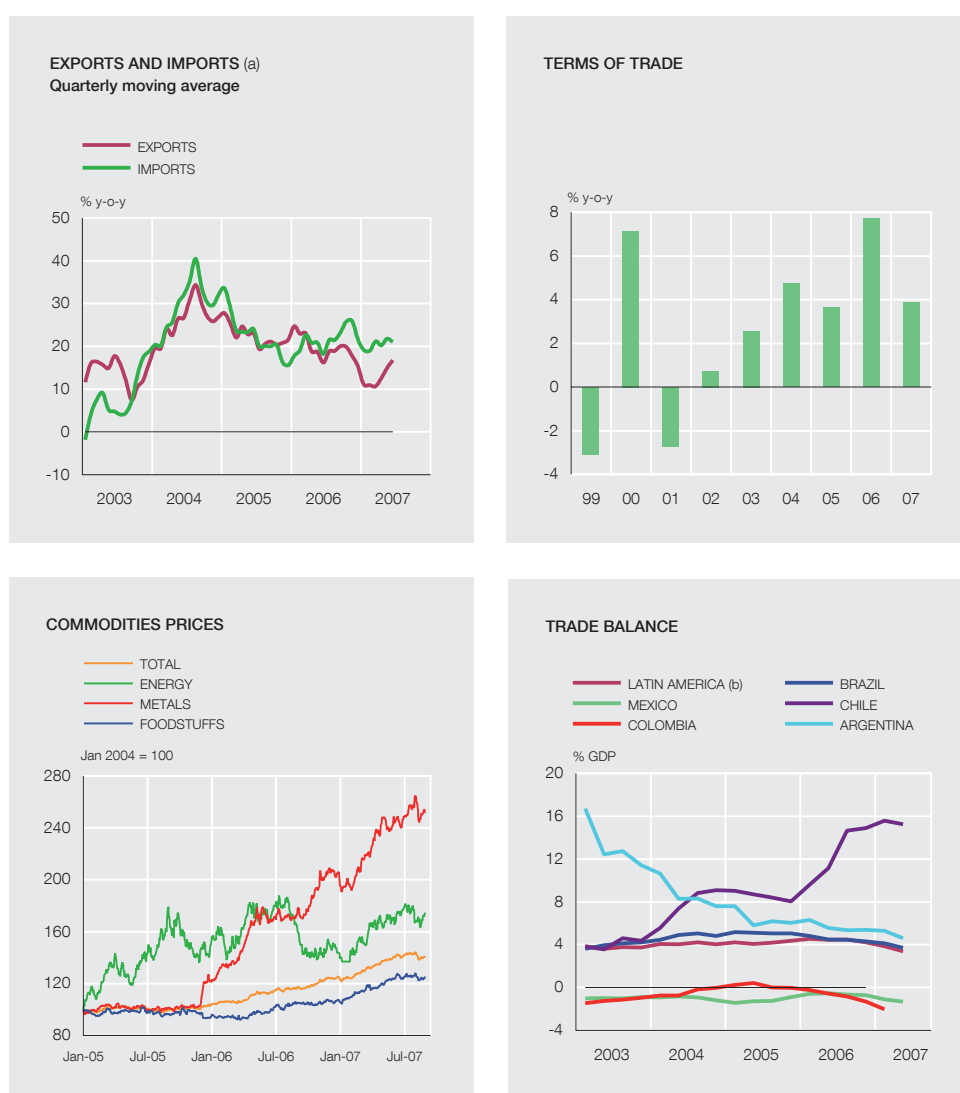 EXPORTS AND IMPORTS (a)
Quarterly moving average
EXPORTS
IMPORTS
% y-o-y
50
40
30
20
10
0
-10
2003 2004 2005 2006 2007
TERMS OF TRADE
% y-o-y
8
6
4
2
0
-2
-4
99 00 01 02 03 04 05 06 07
COMMODITIES PRICES
TOTAL
ENERGY
METALS
FOODSTUFFS
Jan 2004 = 100
280
240
200
160
120
80
Jan-05 Jul-05 Jan-06 Jul-06 Jan-07 Jul-07
TRADE BALANCE
LATIN AMERICA (b) BRAZIL
MEXICO CHILE
COLOMBIA ARGENTINA
% GDP
20
16
12
8
4
0
-4
2003 2004 2005 2006 2007